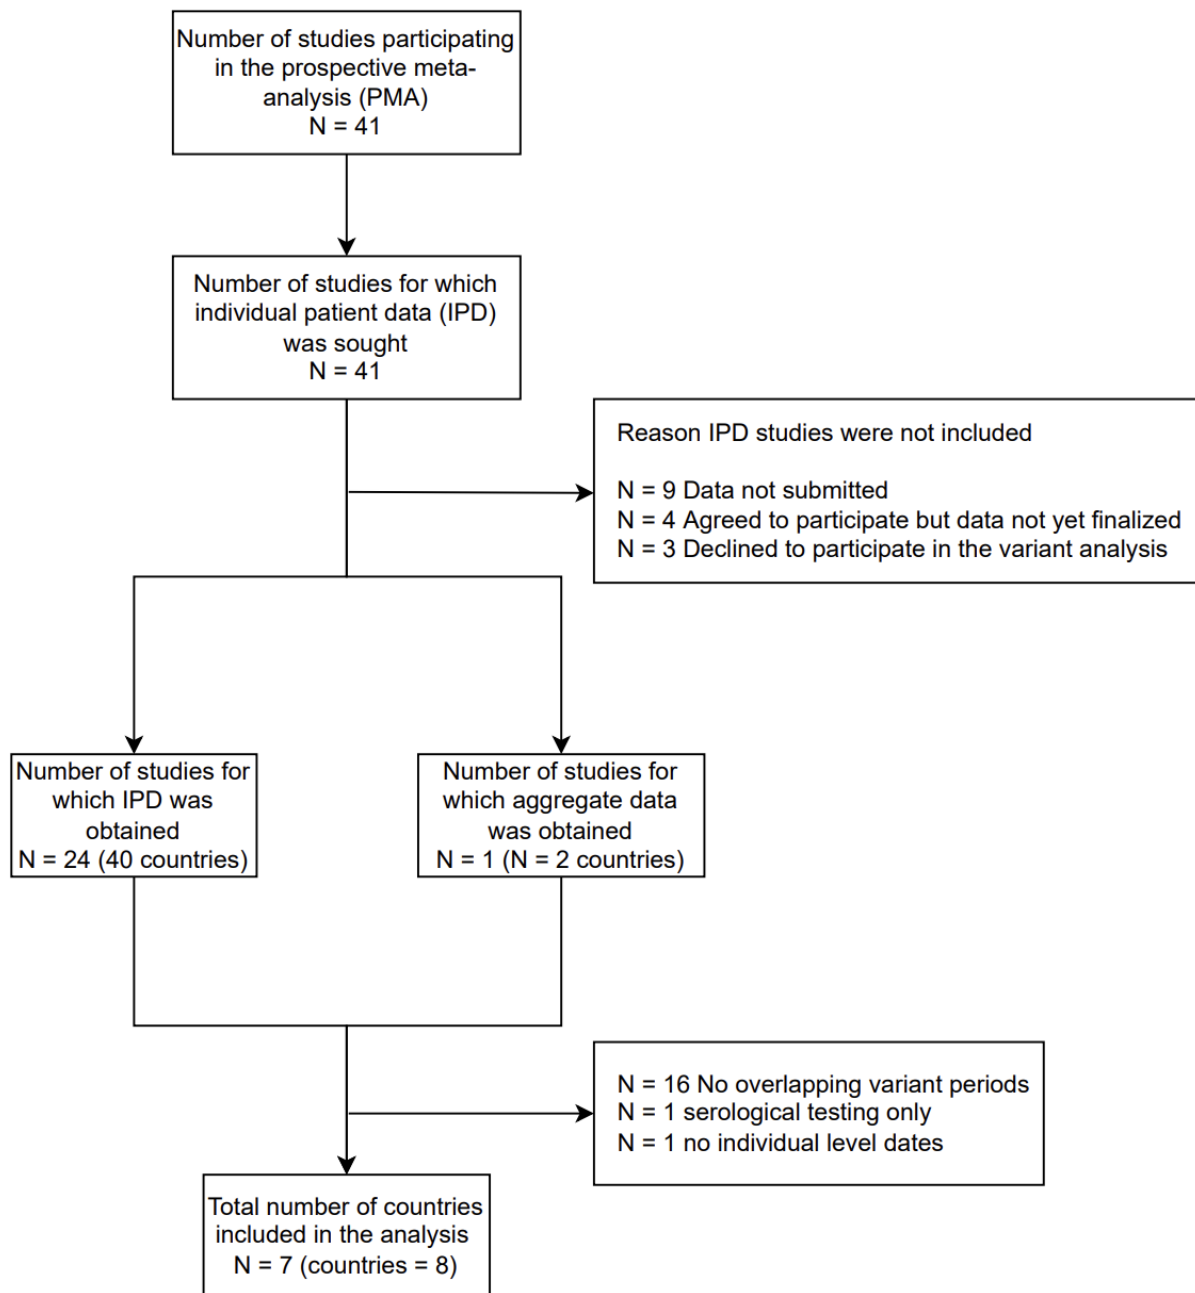 Number of studies participating
in the prospective meta-
analysis (PMA)
N = 41
Number of studies for which
individual patient data (IPD)
was sought
N = 41
Reason IPD studies were not included
N = 9 Data not submitted
N = 4 Agreed to participate but data not yet finalized
N = 3 Declined to participate in the variant analysis
Number of studies for
which IPD was
obtained
N = 24 (40 countries)
Number of studies for
which aggregate data
was obtained
N = 1 (N = 2 countries)
N = 16 No overlapping variant periods
N = 1 serological testing only
N = 1 no individual level dates
Total number of countries
included in the analysis
N = 7 (countries = 8)